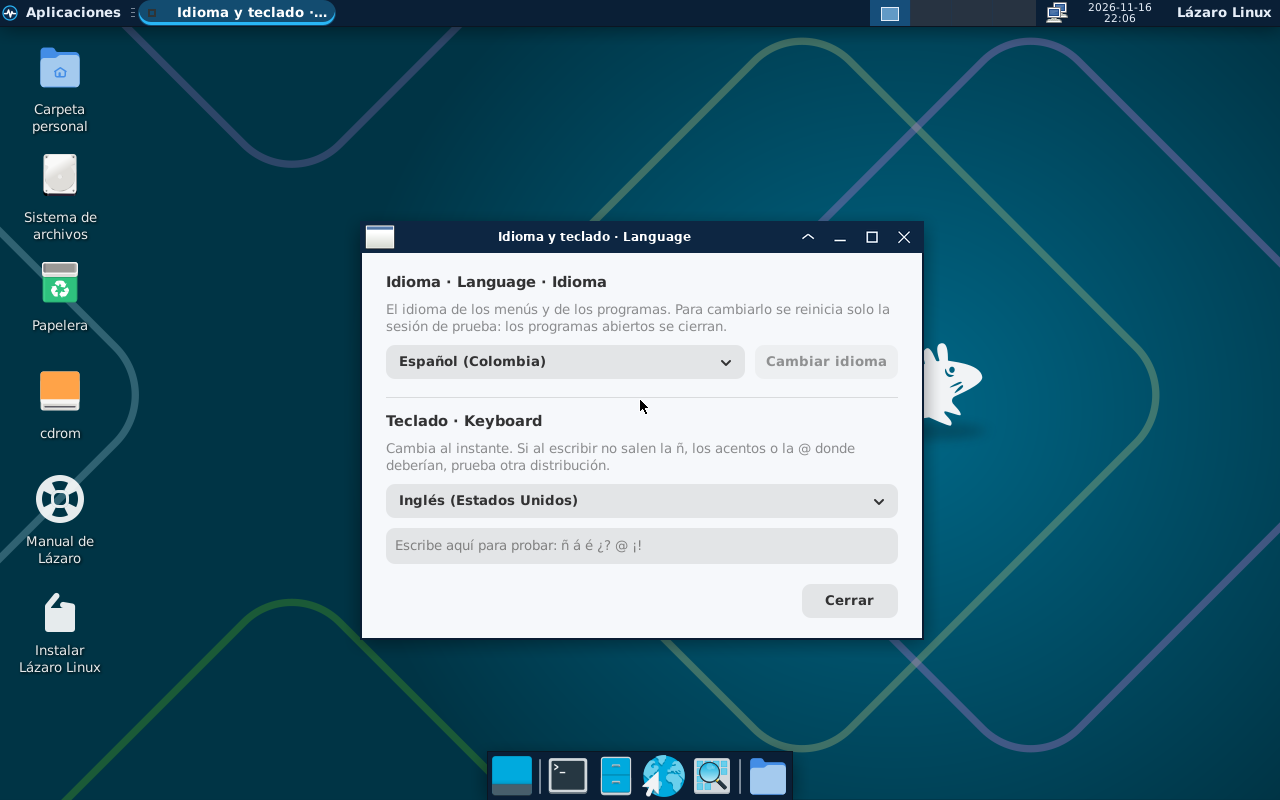 Aplicaciones
Idioma y teclado ·...
2026-11-16
22:06
Lázaro Linux
Carpeta
personal
Sistema de
archivos
Papelera
cdrom
Manual de
Lázaro
Instalar
Lázaro Linux
Idioma y teclado · Language
Idioma · Language · Idioma
El idioma de los menús y de los programas. Para cambiarlo se reinicia solo la
sesión de prueba: los programas abiertos se cierran.
Español (Colombia)
Cambiar idioma
Teclado · Keyboard
Cambia al instante. Si al escribir no salen la ñ, los acentos o la @ donde
deberían, prueba otra distribución.
Inglés (Estados Unidos)
Escribe aquí para probar: ñ á é ¿? @ ¡!
Cerrar